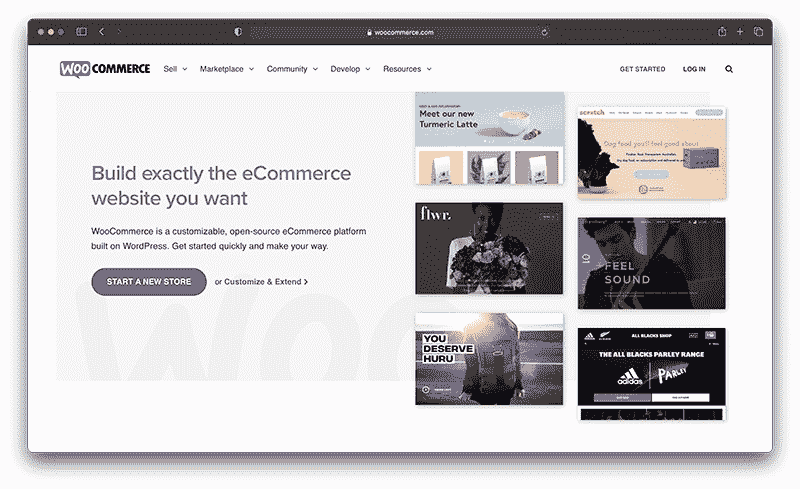 woocommerce.com
WOO COMMERCE
Sell
Marketplace
Community
Develop
Resources
GET STARTED
LOG IN
Build exactly the eCommerce
website you want
WooCommerce is a customizable, open-source eCommerce platform
built on WordPress. Get started quickly and make your way.
START A NEW STORE
or Customize & Extend
Meet our new
Turmeric Latte
scratch
Dog food you'll feel good about
flwr.
FEEL
SOUND
YOU
DESERVE
HURU
ALL BLACKS SHOP
THE ALL BLACKS PARLEY RANGE
adidas
PARLEY
Woo